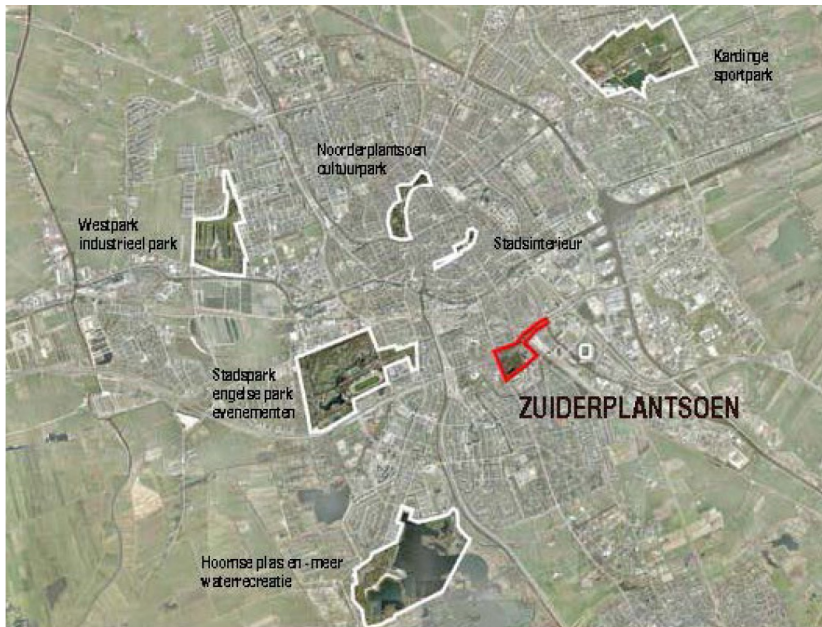 Kardinge
sportpark
Noorderplantsoen
cultuurpark
Westpark
industrieel park
Stadsinterieur
Stadspark
engelse park
evenementen
ZUIDERPLANTSOEN
Hoornse plas en -meer
waterrecreatie